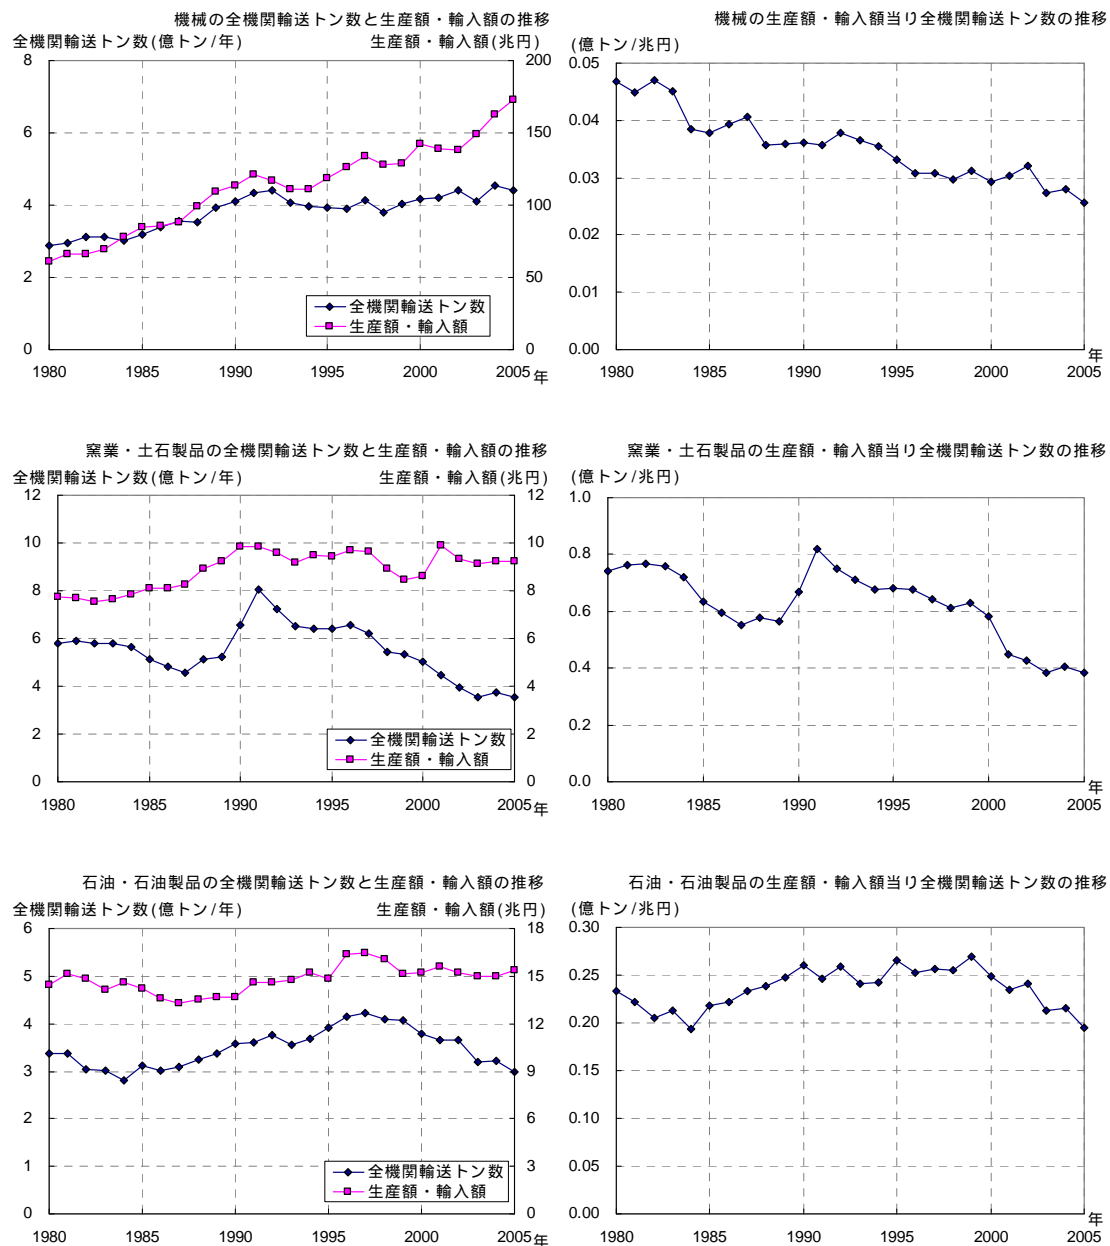 機械の全機関輸送トン数と生産額・輸入額の推移
全機関輸送トン数(億トン/年)
生産額・輸入額(兆円)
8
6
4
2
0
200
150
100
50
0
全機関輸送トン数
生産額・輸入額
1980 1985 1990 1995 2000 2005 年
機械の生産額・輸入額当り全機関輸送トン数の推移
(億トン/兆円)
0.05
0.04
0.03
0.02
0.01
0.00
1980 1985 1990 1995 2000 2005 年
窯業・土石製品の全機関輸送トン数と生産額・輸入額の推移
全機関輸送トン数(億トン/年)
生産額・輸入額(兆円)
12
10
8
6
4
2
0
12
10
8
6
4
2
0
全機関輸送トン数
生産額・輸入額
1980 1985 1990 1995 2000 2005 年
窯業・土石製品の生産額・輸入額当り全機関輸送トン数の推移
(億トン/兆円)
1.0
0.8
0.6
0.4
0.2
0.0
1980 1985 1990 1995 2000 2005 年
石油・石油製品の全機関輸送トン数と生産額・輸入額の推移
全機関輸送トン数(億トン/年)
生産額・輸入額(兆円)
6
5
4
3
2
1
0
18
15
12
9
6
3
0
全機関輸送トン数
生産額・輸入額
1980 1985 1990 1995 2000 2005 年
石油・石油製品の生産額・輸入額当り全機関輸送トン数の推移
(億トン/兆円)
0.30
0.25
0.20
0.15
0.10
0.05
0.00
1980 1985 1990 1995 2000 2005 年